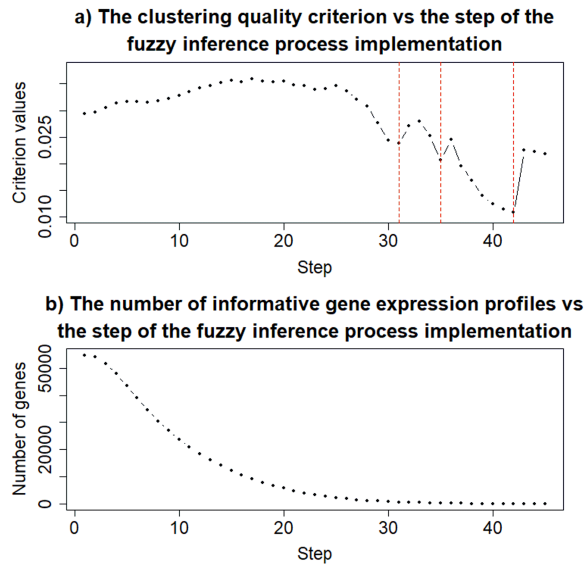 a) The clustering quality criterion vs the step of the
fuzzy inference process implementation
Criterion values
0.025
0.010
0 10 20 30 40
Step
b) The number of informative gene expression profiles vs
the step of the fuzzy inference process implementation
Number of genes
50000
20000
0
0 10 20 30 40
Step